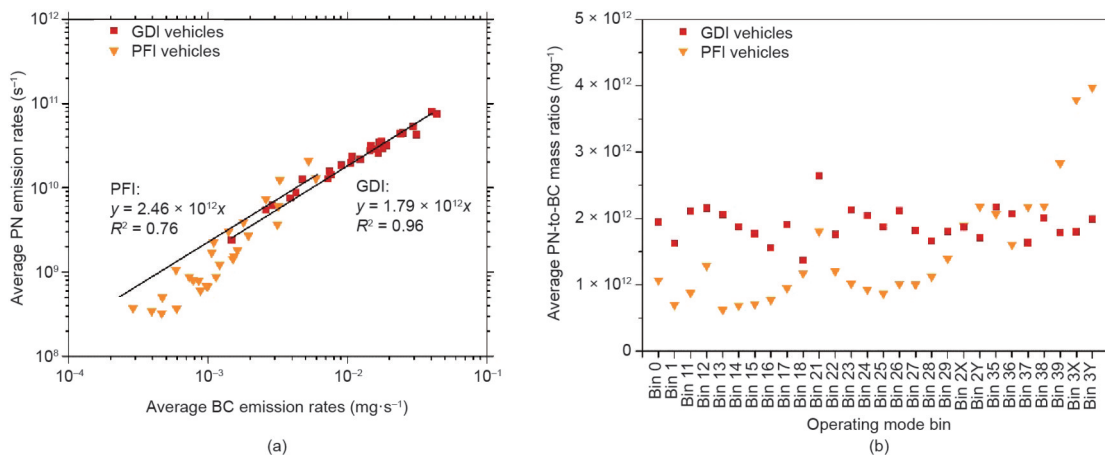 (a)
10¹²
10¹¹
10¹⁰
10⁹
10⁸
Average PN emission rates (s⁻¹)
GDI vehicles
PFI vehicles
PFI:
y = 2.46 × 10¹²x
R² = 0.76
GDI:
y = 1.79 × 10¹²x
R² = 0.96
10⁻⁴
10⁻³
10⁻²
10⁻¹
Average BC emission rates (mg·s⁻¹)
(a)
(b)
5 × 10¹²
4 × 10¹²
3 × 10¹²
2 × 10¹²
1 × 10¹²
0
Average PN-to-BC mass ratios (mg⁻¹)
GDI vehicles
PFI vehicles
Bin 0
Bin 1
Bin 11
Bin 12
Bin 13
Bin 14
Bin 15
Bin 16
Bin 17
Bin 18
Bin 21
Bin 22
Bin 23
Bin 24
Bin 25
Bin 26
Bin 27
Bin 28
Bin 29
Bin 2X
Bin 2Y
Bin 35
Bin 36
Bin 37
Bin 38
Bin 39
Bin 3X
Bin 3Y
Operating mode bin
(b)